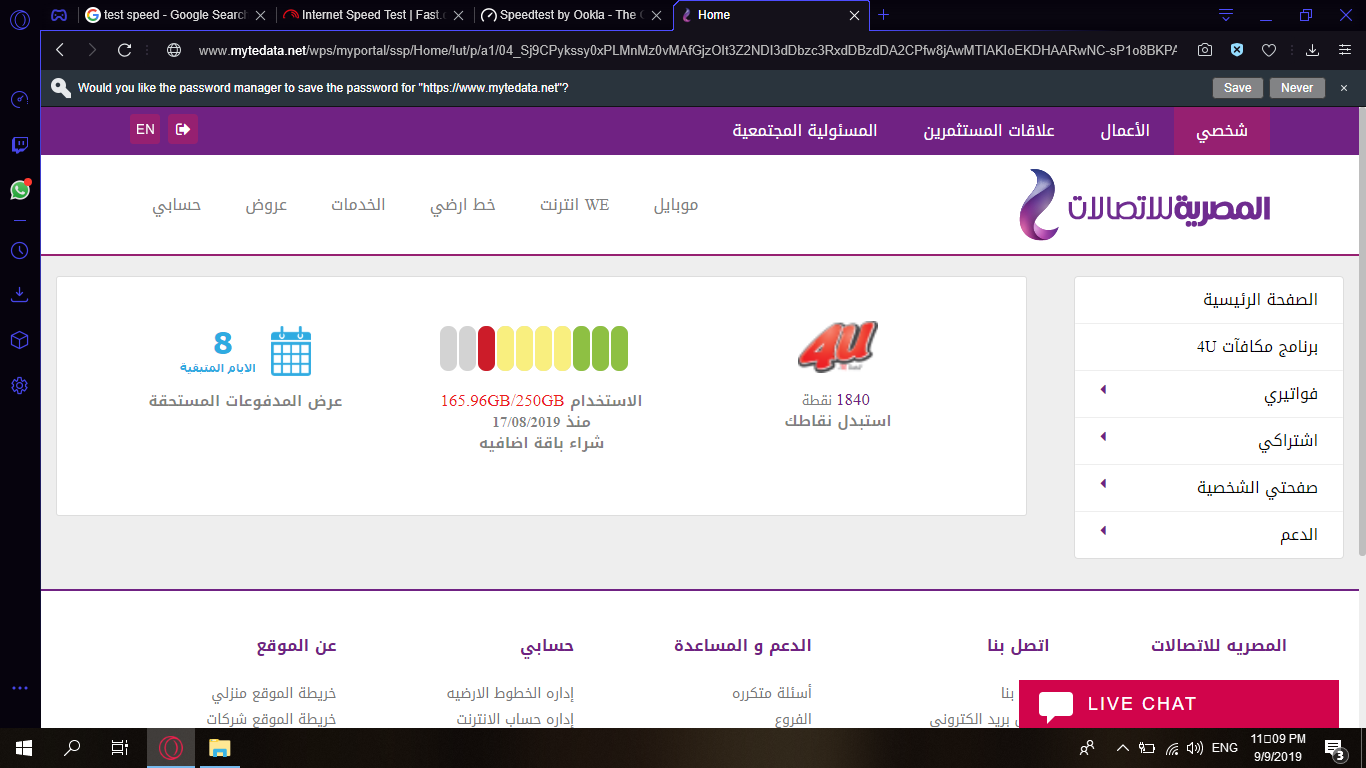 test speed - Google Search
Internet Speed Test | Fast.
Speedtest by Ookla - The
Home
www.mytedata.net/wps/myportal/ssp/Home/!ut/p/a1/04_Sj9CPykssy0xPLMnMz0vMAfGjzOIt3Z2NDI3dDbzc3RxdDBzdDA2CPfw8jAwMTIAKIoEKDHAARwNC-sP1o8BKPA
Would you like the password manager to save the password for "https://www.mytedata.net"?
Save
Never
شخصي
الأعمال
علاقات المستثمرين
المسئولية المجتمعية
EN
المصرية للاتصالات
موبايل
WE انترنت
خط ارضي
الخدمات
عروض
حسابي
الصفحة الرئيسية
برنامج مكافآت 4U
فواتيري
اشتراكي
صفحتي الشخصية
الدعم
4U
1840 نقطة
استبدل نقاطك
الاستخدام 165.96GB/250GB
منذ 17/08/2019
شراء باقة اضافيه
8
الايام المتبقية
عرض المدفوعات المستحقة
المصريه للاتصالات
اتصل بنا
الدعم و المساعدة
حسابي
عن الموقع
بنا
أسئلة متكرره
إداره الخطوط الارضيه
خريطة الموقع منزلي
بريد الكتروني
الفروع
إداره حساب الانترنت
خريطة الموقع شركات
LIVE CHAT
ENG
11□09 PM
9/9/2019
3